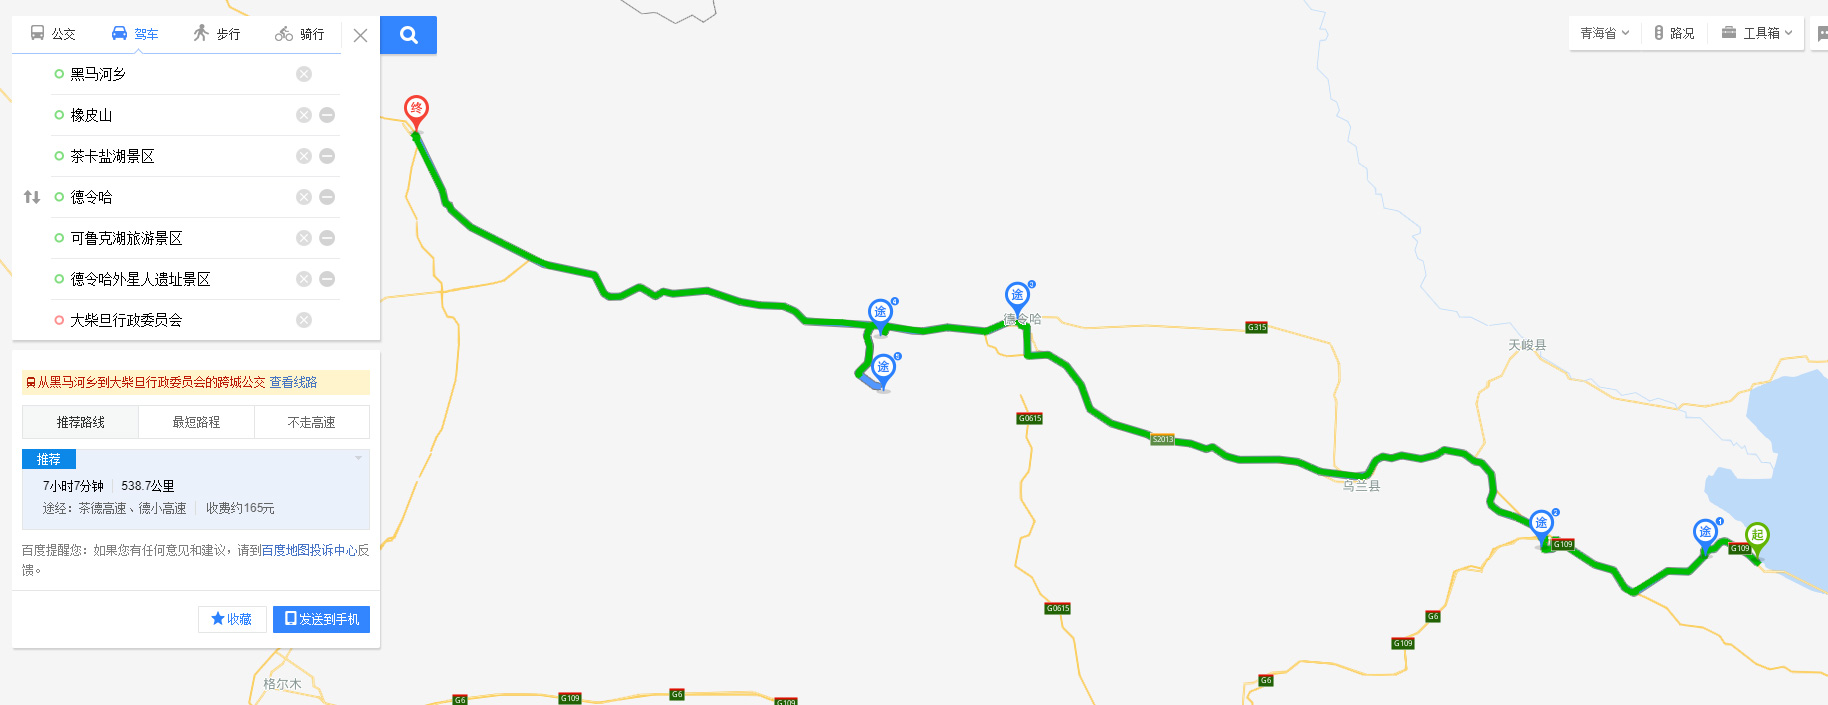 公交
驾车
步行
骑行
黑马河乡
橡皮山
茶卡盐湖景区
德令哈
可鲁克湖旅游景区
德令哈外星人遗址景区
大柴旦行政委员会
从黑马河乡到大柴旦行政委员会的跨城公交 查看线路
推荐路线
最短路程
不走高速
推荐
7小时7分钟 538.7公里
途经：茶德高速、德小高速 收费约165元
百度提醒您：如果您有任何意见和建议，请到百度地图投诉中心反
馈。
收藏
发送到手机
青海省
路况
工具箱
终
途
4
途
5
途
3
德令哈
G315
天峻县
G0615
S2013
乌兰县
途
2
G109
途
1
G109
起
G0615
G6
G109
G6
格尔木
G6
G109
G6
G109